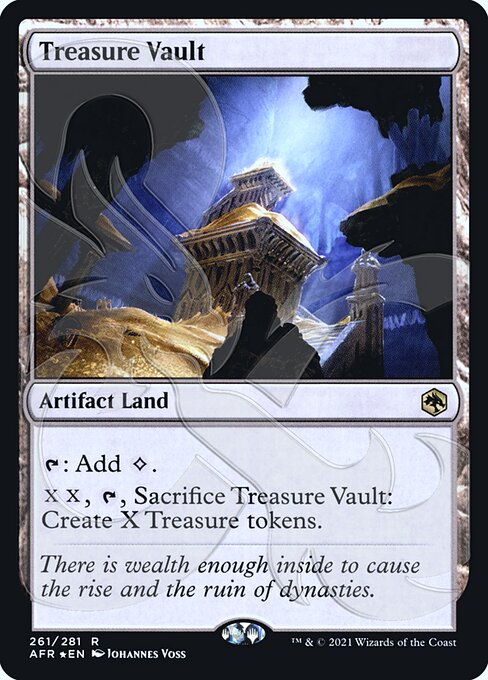 Treasure Vault
Artifact Land
: Add .
X X, , Sacrifice Treasure Vault:
Create X Treasure tokens.
There is wealth enough inside to cause
the rise and the ruin of dynasties.
261/281 R
AFR ★ EN Johannes Voss
™ & © 2021 Wizards of the Coast